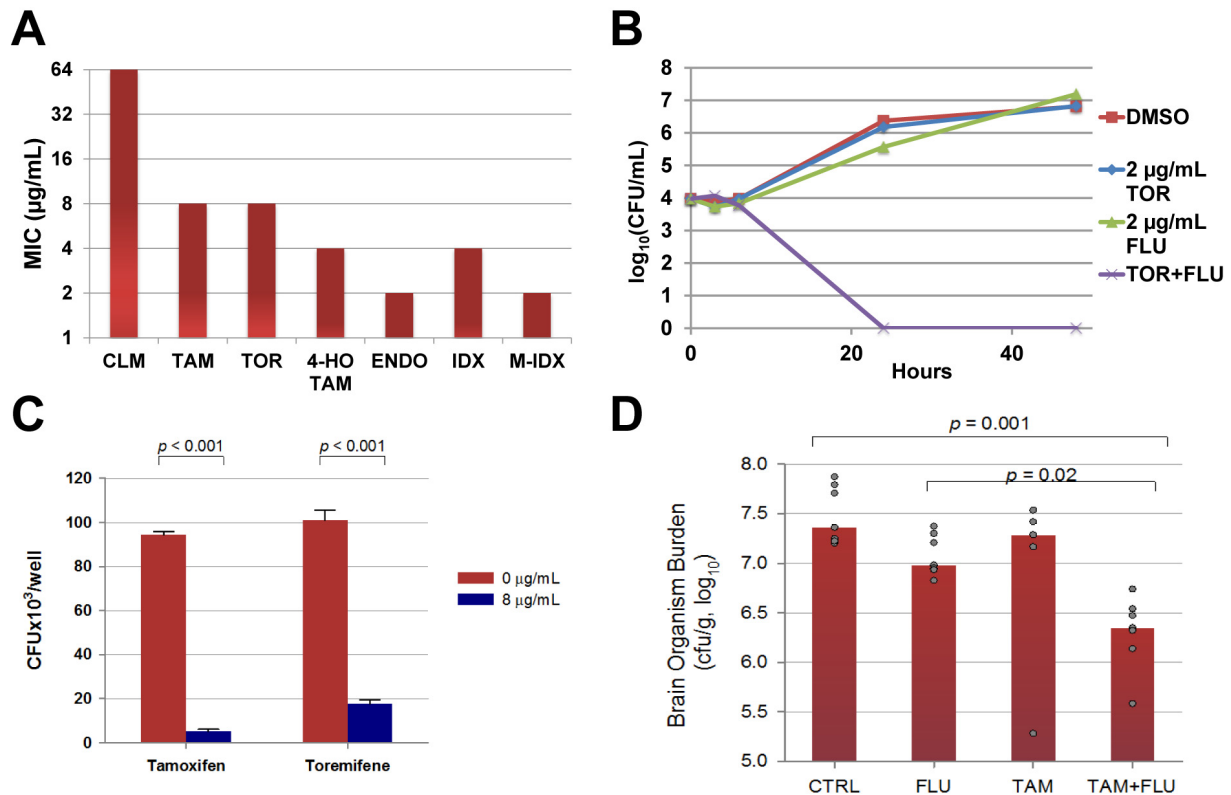 A
MIC (µg/mL)
64
32
16
8
4
2
1
CLM
TAM
TOR
4-HO
TAM
ENDO
IDX
M-IDX
B
log10(CFU/mL)
8
7
6
5
4
3
2
1
0
0
20
40
Hours
DMSO
2 µg/mL
TOR
2 µg/mL
FLU
TOR+FLU
C
p < 0.001
p < 0.001
CFUx10³/well
120
100
80
60
40
20
0
Tamoxifen
Toremifene
0 µg/mL
8 µg/mL
D
p = 0.001
p = 0.02
Brain Organism Burden
(cfu/g, log10)
8.0
7.5
7.0
6.5
6.0
5.5
5.0
CTRL
FLU
TAM
TAM+FLU